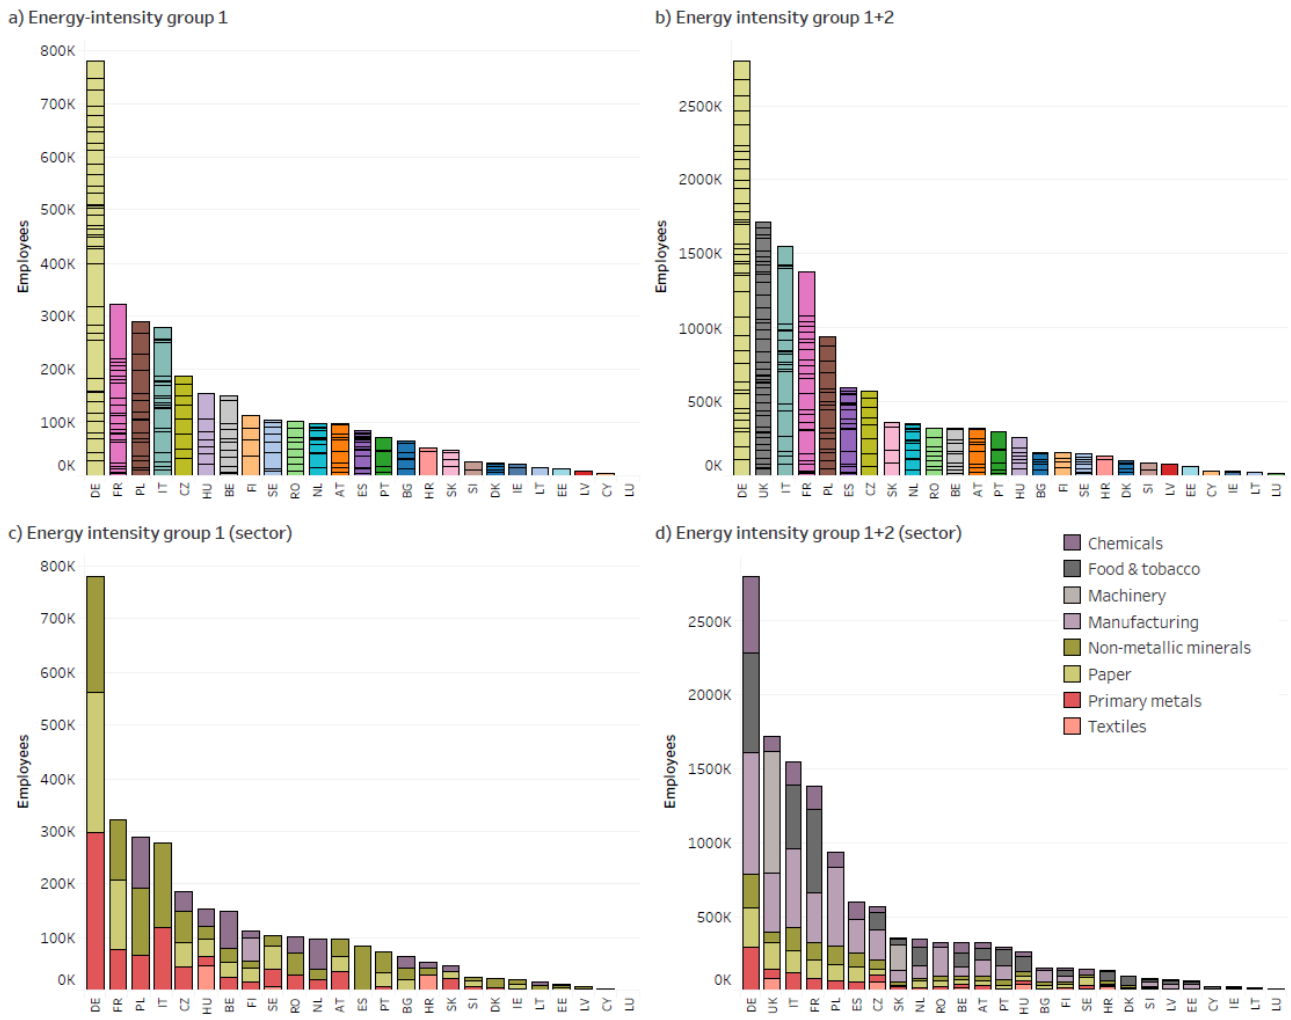 a) Energy-intensity group 1
800K
700K
600K
500K
400K
300K
200K
100K
0K
Employees
DE FR PL IT CZ HU BE FI SE RO NL AT ES PT BG HR SK SI DK IE LT EE LV CY LU
b) Energy intensity group 1+2
2500K
2000K
1500K
1000K
500K
0K
Employees
DE UK IT FR PL ES CZ SK NL RO BE AT PT HU BG FI SE HR DK SI LV EE CY IE LT LU
c) Energy intensity group 1 (sector)
800K
700K
600K
500K
400K
300K
200K
100K
0K
Employees
DE FR PL IT CZ HU BE FI SE RO NL AT ES PT BG HR SK SI DK IE LT EE LV CY LU
d) Energy intensity group 1+2 (sector)
Chemicals
Food & tobacco
Machinery
Manufacturing
Non-metallic minerals
Paper
Primary metals
Textiles
2500K
2000K
1500K
1000K
500K
0K
Employees
DE UK IT FR PL ES CZ SK NL RO BE AT PT HU BG FI SE HR DK SI LV EE CY IE LT LU